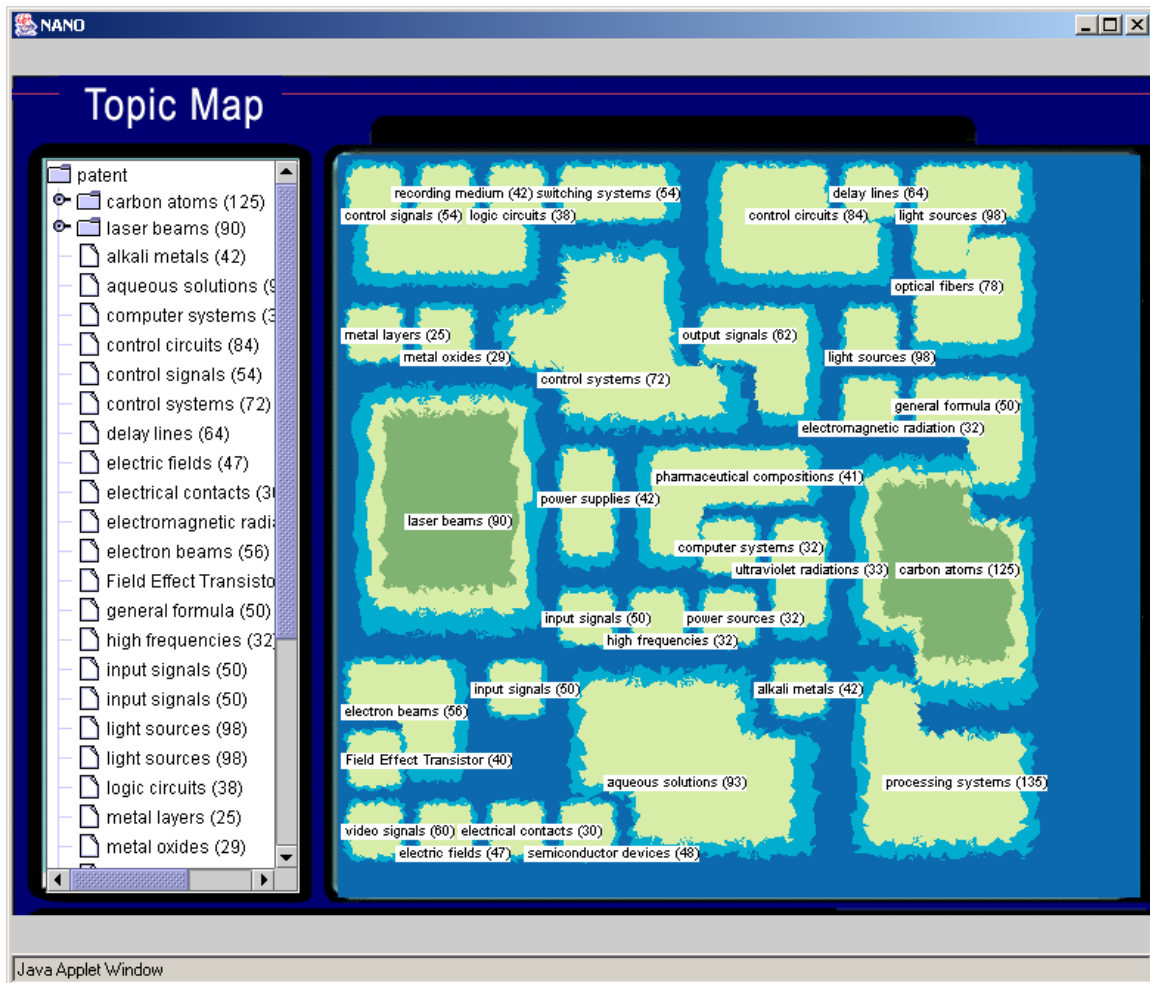 NANO
Topic Map
patent
carbon atoms (125)
laser beams (90)
alkali metals (42)
aqueous solutions (9
computer systems (3
control circuits (84)
control signals (54)
control systems (72)
delay lines (64)
electric fields (47)
electrical contacts (30
electromagnetic radi
electron beams (56)
Field Effect Transisto
general formula (50)
high frequencies (32)
input signals (50)
input signals (50)
light sources (98)
light sources (98)
logic circuits (38)
metal layers (25)
metal oxides (29)
recording medium (42) switching systems (54) delay lines (64)
control signals (54) logic circuits (38) control circuits (84) light sources (98)
optical fibers (78)
metal layers (25) output signals (62)
metal oxides (29) light sources (98)
control systems (72)
general formula (50)
electromagnetic radiation (32)
pharmaceutical compositions (41)
power supplies (42)
laser beams (90)
computer systems (32)
ultraviolet radiations (33) carbon atoms (125)
input signals (50) power sources (32)
high frequencies (32)
input signals (50) alkali metals (42)
electron beams (56)
Field Effect Transistor (40)
aqueous solutions (93) processing systems (135)
video signals (60) electrical contacts (30)
electric fields (47) semiconductor devices (48)
Java Applet Window